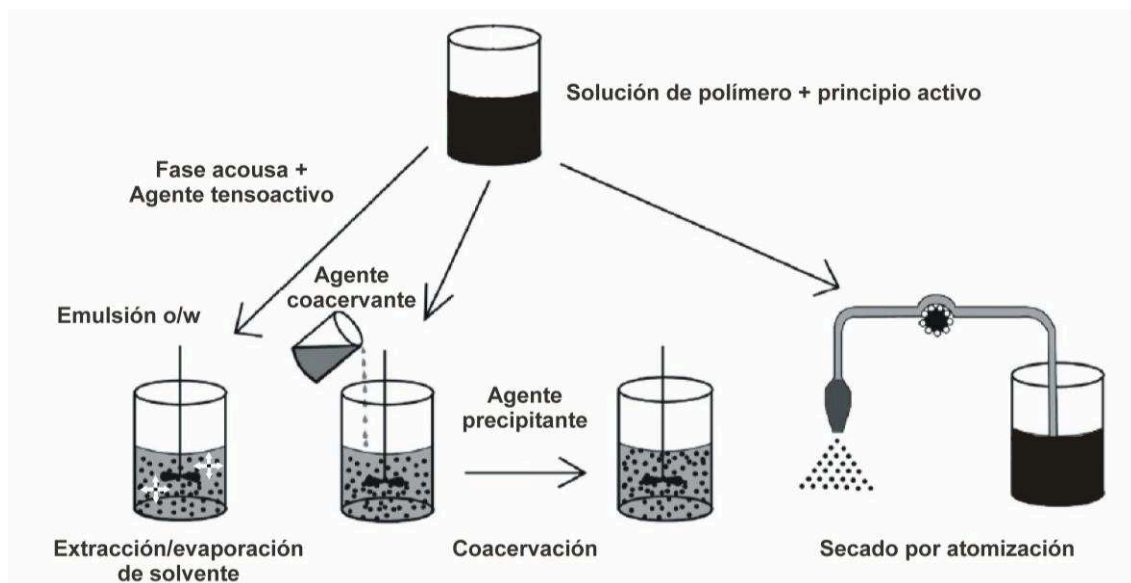 Solución de polímero + principio activo
Fase acousa +
Agente tensoactivo
Agente
coacervante
Emulsión o/w
Agente
precipitante
Extracción/evaporación
de solvente
Coacervación
Secado por atomización